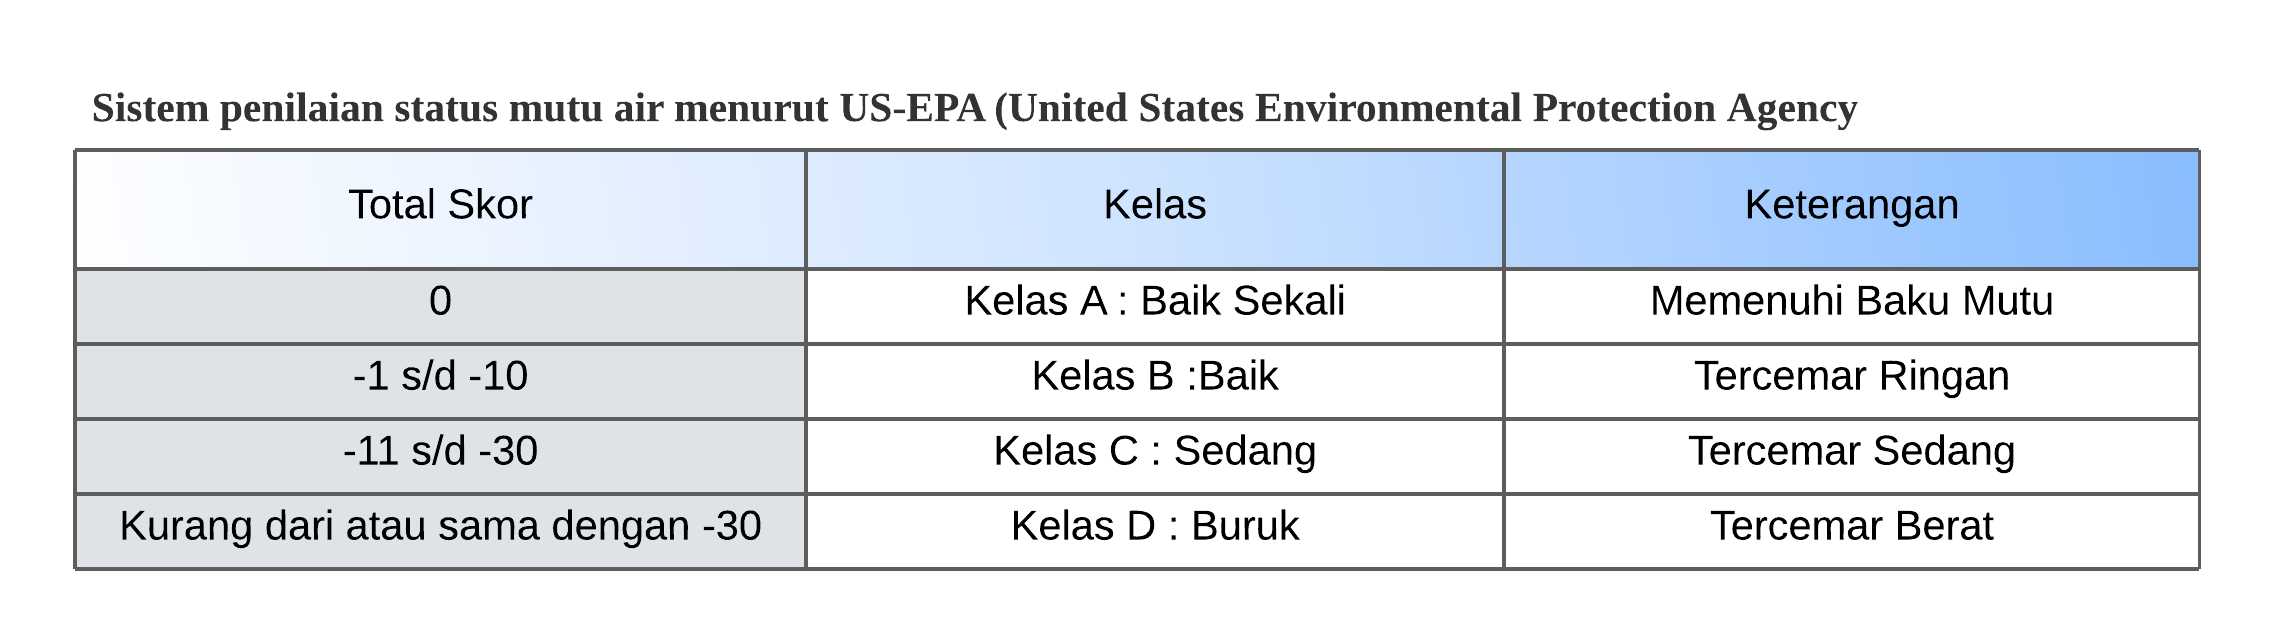 Sistem penilaian status mutu air menurut US-EPA (United States Environmental Protection Agency
Total Skor Kelas Keterangan
0 Kelas A : Baik Sekali Memenuhi Baku Mutu
-1 s/d -10 Kelas B :Baik Tercemar Ringan
-11 s/d -30 Kelas C : Sedang Tercemar Sedang
Kurang dari atau sama dengan -30 Kelas D : Buruk Tercemar Berat